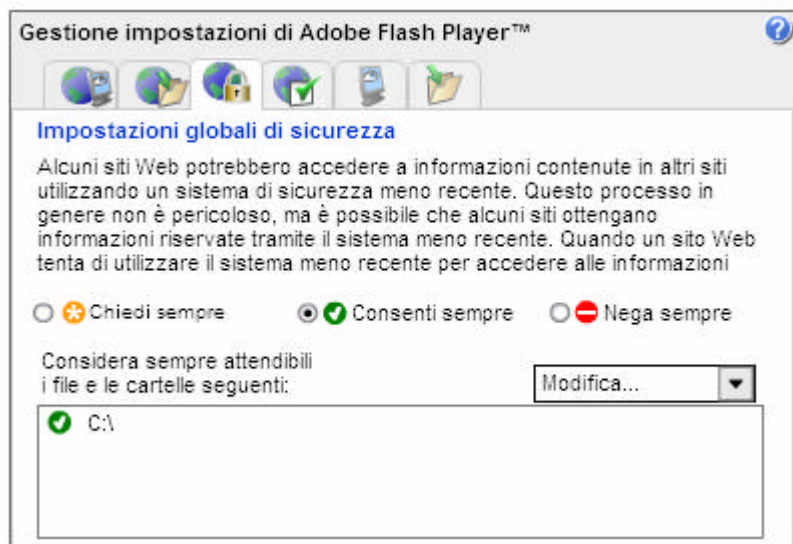 Gestione impostazioni di Adobe Flash Player™
?
Impostazioni globali di sicurezza
Alcuni siti Web potrebbero accedere a informazioni contenute in altri siti
utilizzando un sistema di sicurezza meno recente. Questo processo in
genere non è pericoloso, ma è possibile che alcuni siti ottengano
informazioni riservate tramite il sistema meno recente. Quando un sito Web
tenta di utilizzare il sistema meno recente per accedere alle informazioni
Chiedi sempre Consenti sempre Nega sempre
Considera sempre attendibili
i file e le cartelle seguenti:
Modifica...
C:\